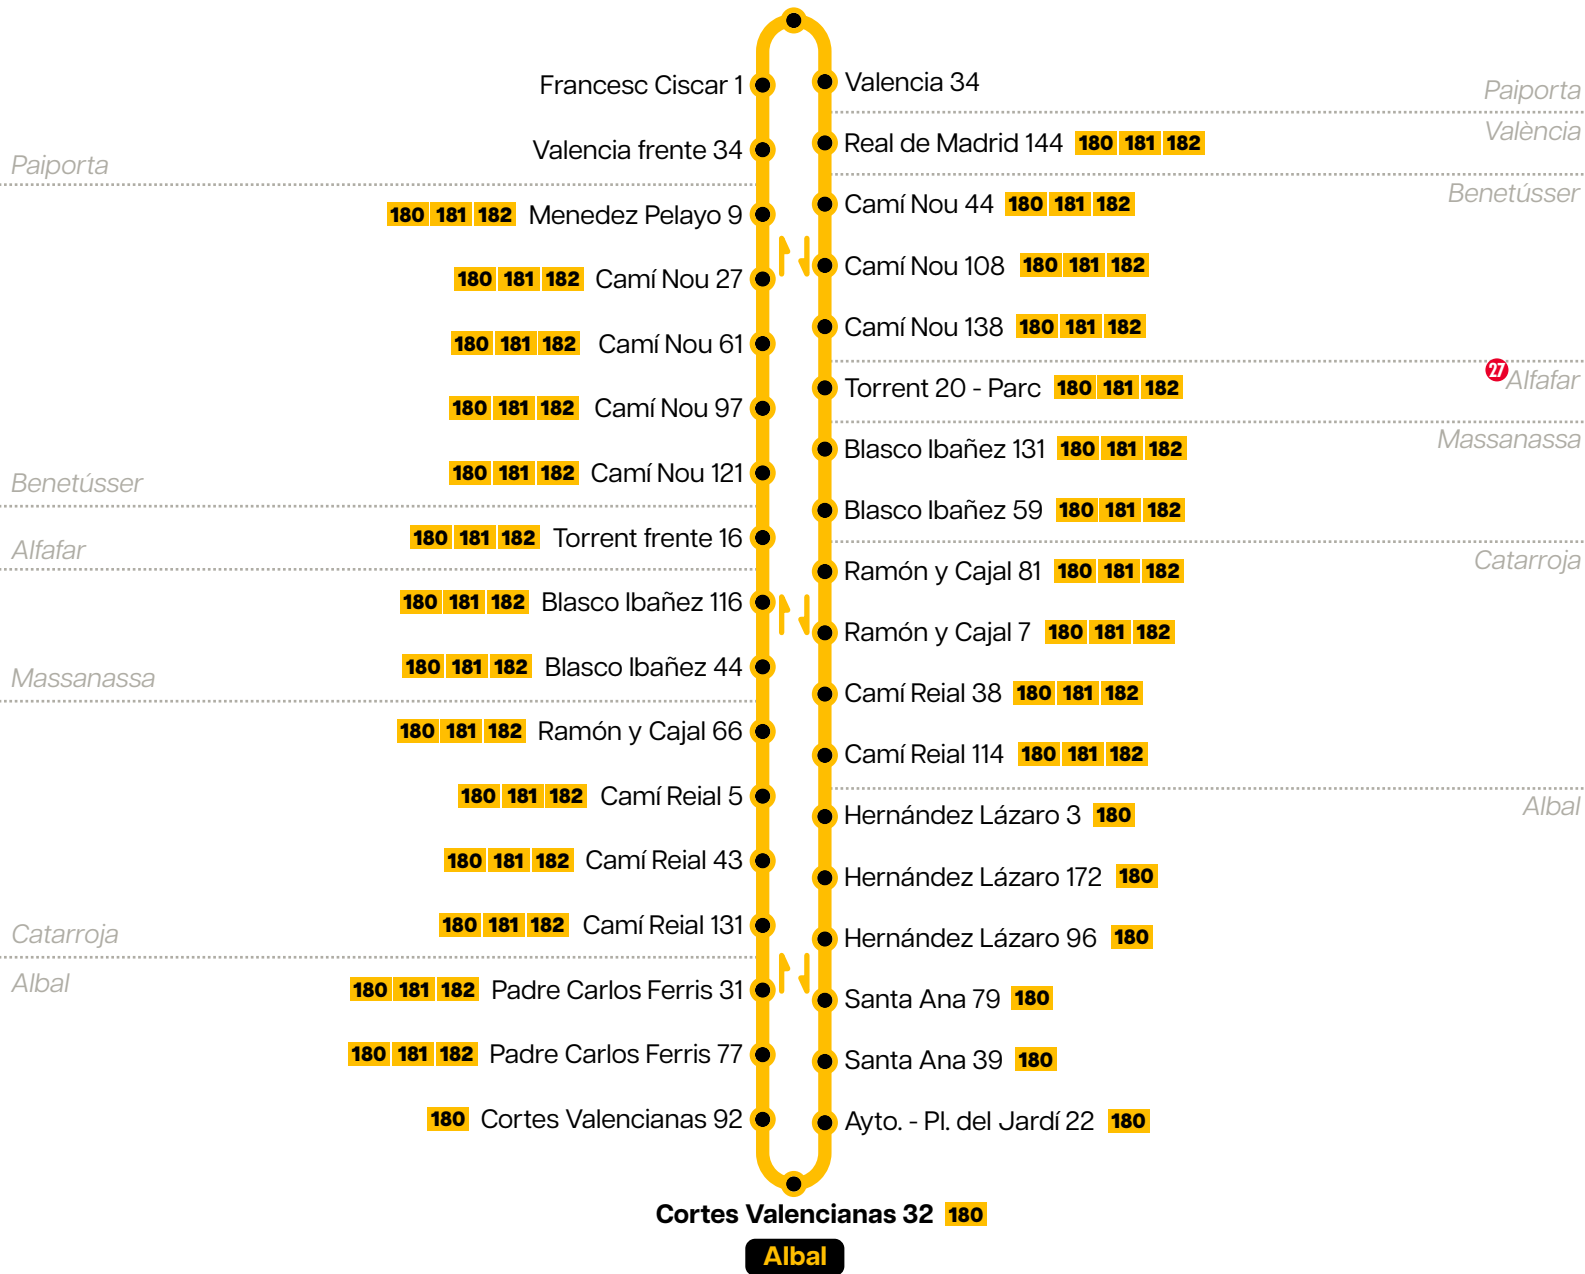 Francesc Ciscar 1
Valencia frente 34
Paiporta
180 181 182 Menedez Pelayo 9
180 181 182 Camí Nou 27
180 181 182 Camí Nou 61
180 181 182 Camí Nou 97
180 181 182 Camí Nou 121
Benetússer
180 181 182 Torrent frente 16
Alfafar
180 181 182 Blasco Ibañez 116
180 181 182 Blasco Ibañez 44
Massanassa
180 181 182 Ramón y Cajal 66
180 181 182 Camí Reial 5
180 181 182 Camí Reial 43
180 181 182 Camí Reial 131
Catarroja
Albal
180 181 182 Padre Carlos Ferris 31
180 181 182 Padre Carlos Ferris 77
180 Cortes Valencianas 92
Valencia 34
Paiporta
València
Real de Madrid 144 180 181 182
Benetússer
Camí Nou 44 180 181 182
Camí Nou 108 180 181 182
Camí Nou 138 180 181 182
27 Alfafar
Torrent 20 - Parc 180 181 182
Massanassa
Blasco Ibañez 131 180 181 182
Blasco Ibañez 59 180 181 182
Catarroja
Ramón y Cajal 81 180 181 182
Ramón y Cajal 7 180 181 182
Camí Reial 38 180 181 182
Camí Reial 114 180 181 182
Albal
Hernández Lázaro 3 180
Hernández Lázaro 172 180
Hernández Lázaro 96 180
Santa Ana 79 180
Santa Ana 39 180
Ayto. - Pl. del Jardí 22 180
Cortes Valencianas 32 180
Albal